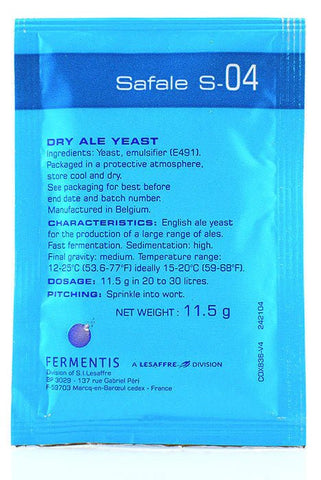 Safale S-04
DRY ALE YEAST
Ingredients: Yeast, emulsifier (E491).
Packaged in a protective atmosphere,
store cool and dry.
See packaging for best before
end date and batch number.
Manufactured in Belgium.
CHARACTERISTICS: English ale yeast
for the production of a large range of ales.
Fast fermentation. Sedimentation: high.
Final gravity: medium. Temperature range:
12-25°C (53.6-77°F) ideally 15-20°C (59-68°F).
DOSAGE: 11.5 g in 20 to 30 litres.
PITCHING: Sprinkle into wort.
NET WEIGHT: 11.5 g
FERMENTIS
A LESAFFRE DIVISION
Division of S.I.Lesaffre
BP 3029 - 137 rue Gabriel Péri
F-59703 Marcq-en-Barœul cedex - France
CDX836-V4 242104